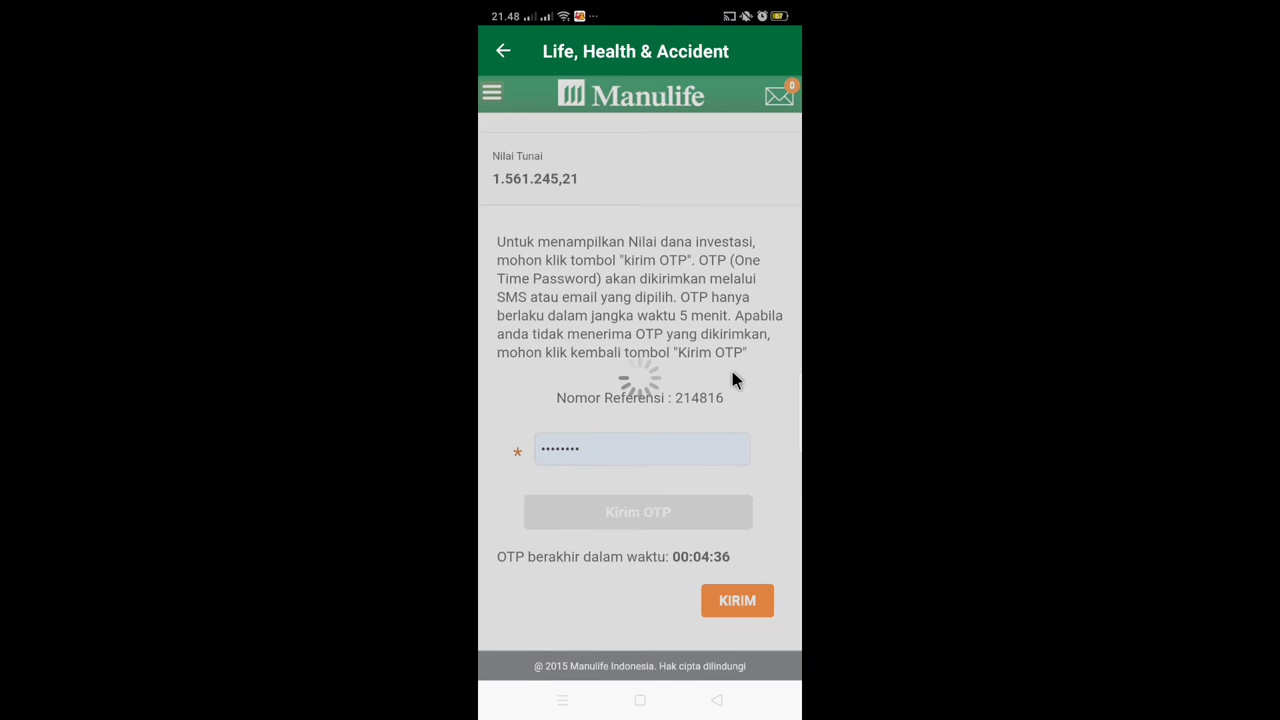 21.48
Life, Health & Accident
Manulife
0
Nilai Tunai
1.561.245,21
Untuk menampilkan Nilai dana investasi,
mohon klik tombol "kirim OTP". OTP (One
Time Password) akan dikirimkan melalui
SMS atau email yang dipilih. OTP hanya
berlaku dalam jangka waktu 5 menit. Apabila
anda tidak menerima OTP yang dikirimkan,
mohon klik kembali tombol "Kirim OTP"
Nomor Referensi : 214816
* ••••••••
Kirim OTP
OTP berakhir dalam waktu: 00:04:36
KIRIM
@ 2015 Manulife Indonesia. Hak cipta dilindungi